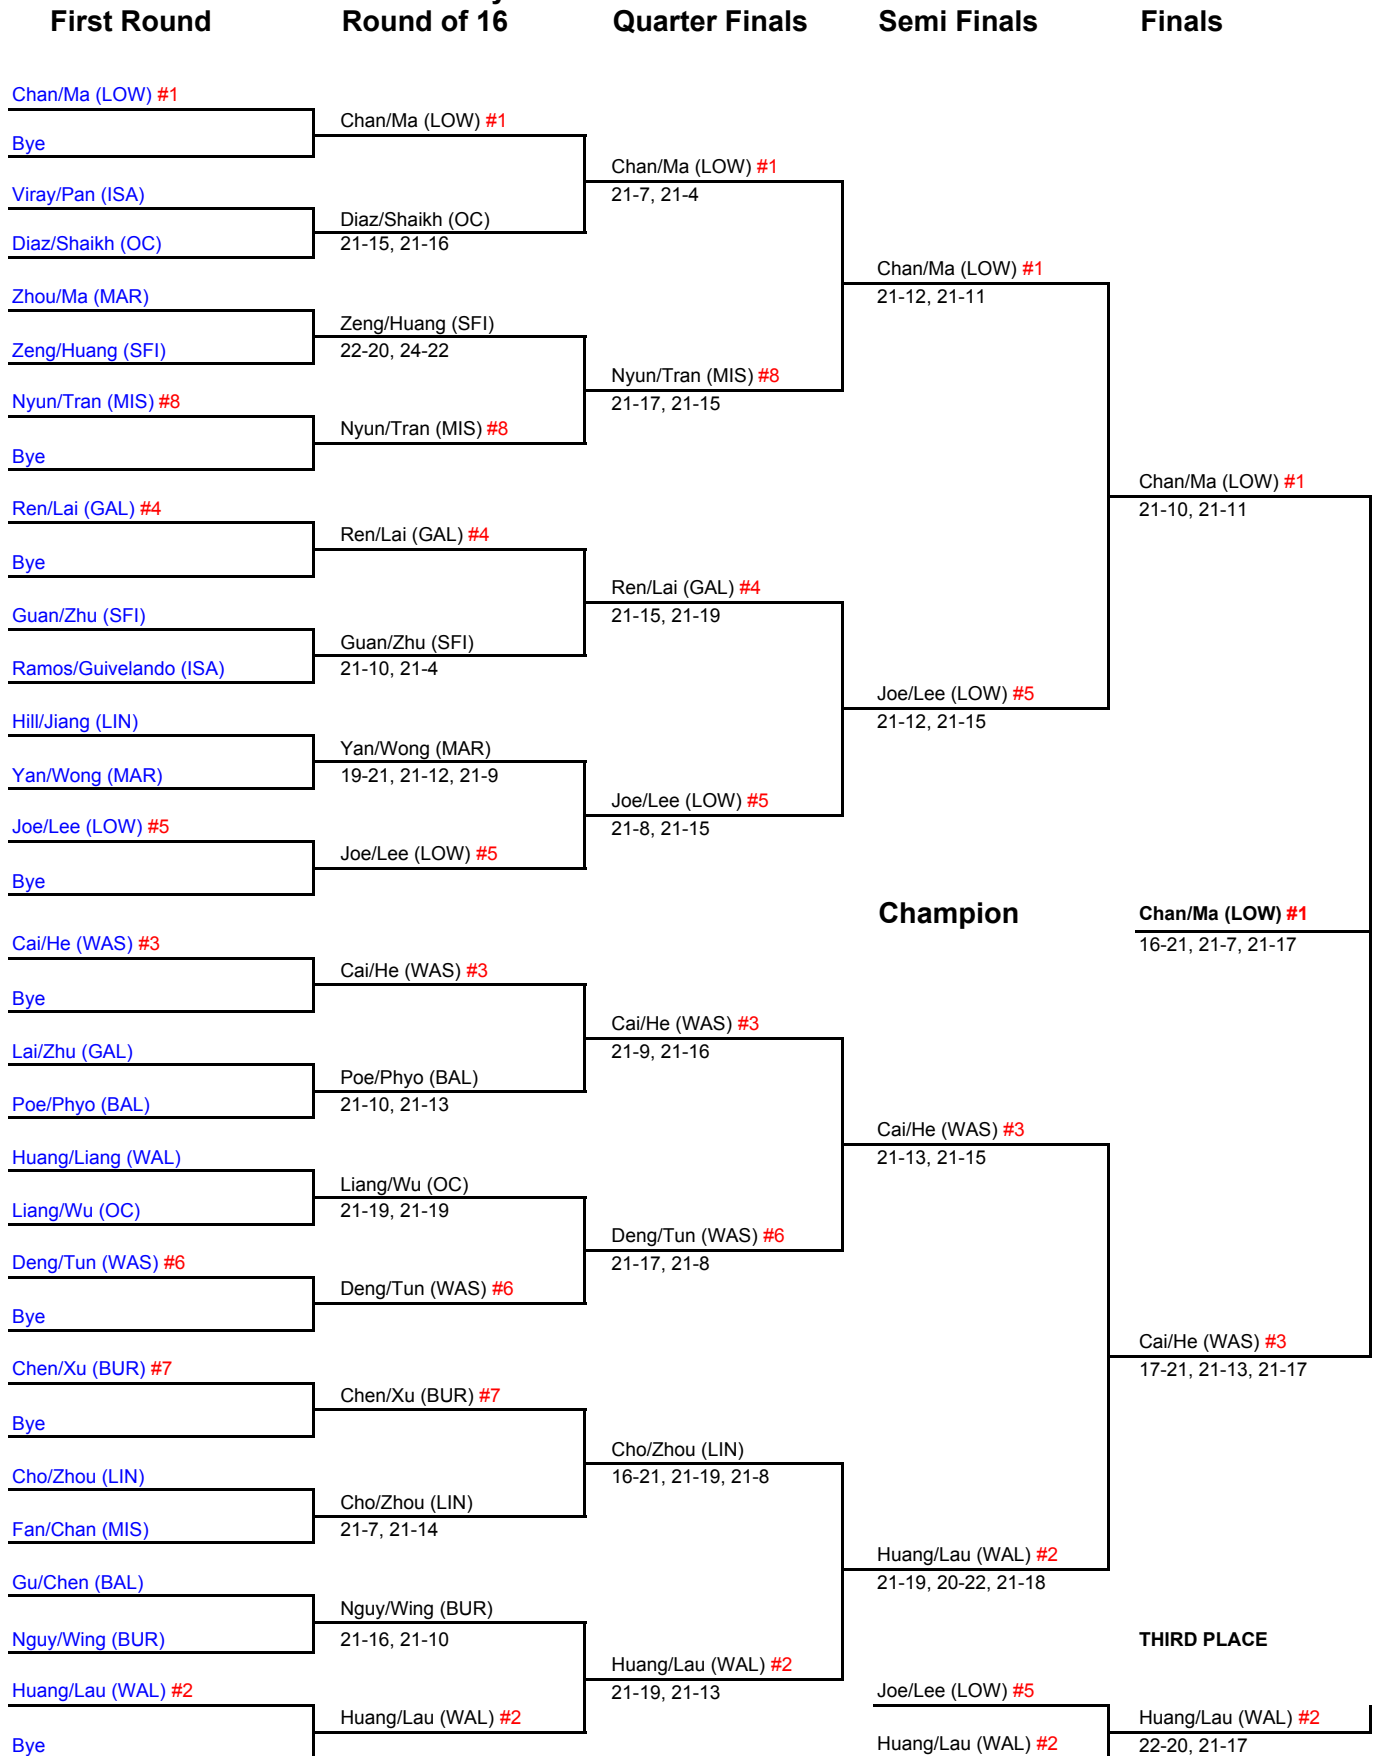 First Round
Round of 16
Quarter Finals
Semi Finals
Finals
Chan/Ma (LOW) #1
Bye
Viray/Pan (ISA)
Diaz/Shaikh (OC)
Zhou/Ma (MAR)
Zeng/Huang (SFI)
Nyun/Tran (MIS) #8
Bye
Ren/Lai (GAL) #4
Bye
Guan/Zhu (SFI)
Ramos/Guivelando (ISA)
Hill/Jiang (LIN)
Yan/Wong (MAR)
Joe/Lee (LOW) #5
Bye
Cai/He (WAS) #3
Bye
Lai/Zhu (GAL)
Poe/Phyo (BAL)
Huang/Liang (WAL)
Liang/Wu (OC)
Deng/Tun (WAS) #6
Bye
Chen/Xu (BUR) #7
Bye
Cho/Zhou (LIN)
Fan/Chan (MIS)
Gu/Chen (BAL)
Nguy/Wing (BUR)
Huang/Lau (WAL) #2
Bye
Chan/Ma (LOW) #1
Diaz/Shaikh (OC)
21-15, 21-16
Zeng/Huang (SFI)
22-20, 24-22
Nyun/Tran (MIS) #8
Ren/Lai (GAL) #4
Guan/Zhu (SFI)
21-10, 21-4
Yan/Wong (MAR)
19-21, 21-12, 21-9
Joe/Lee (LOW) #5
Cai/He (WAS) #3
Poe/Phyo (BAL)
21-10, 21-13
Liang/Wu (OC)
21-19, 21-19
Deng/Tun (WAS) #6
Chen/Xu (BUR) #7
Cho/Zhou (LIN)
21-7, 21-14
Nguy/Wing (BUR)
21-16, 21-10
Huang/Lau (WAL) #2
Chan/Ma (LOW) #1
21-7, 21-4
Nyun/Tran (MIS) #8
21-17, 21-15
Ren/Lai (GAL) #4
21-15, 21-19
Joe/Lee (LOW) #5
21-8, 21-15
Cai/He (WAS) #3
21-9, 21-16
Deng/Tun (WAS) #6
21-17, 21-8
Cho/Zhou (LIN)
16-21, 21-19, 21-8
Huang/Lau (WAL) #2
21-19, 21-13
Chan/Ma (LOW) #1
21-12, 21-11
Joe/Lee (LOW) #5
21-12, 21-15
Cai/He (WAS) #3
21-13, 21-15
Huang/Lau (WAL) #2
21-19, 20-22, 21-18
Chan/Ma (LOW) #1
21-10, 21-11
Cai/He (WAS) #3
17-21, 21-13, 21-17
Champion
Chan/Ma (LOW) #1
16-21, 21-7, 21-17
THIRD PLACE
Joe/Lee (LOW) #5
Huang/Lau (WAL) #2
Huang/Lau (WAL) #2
22-20, 21-17